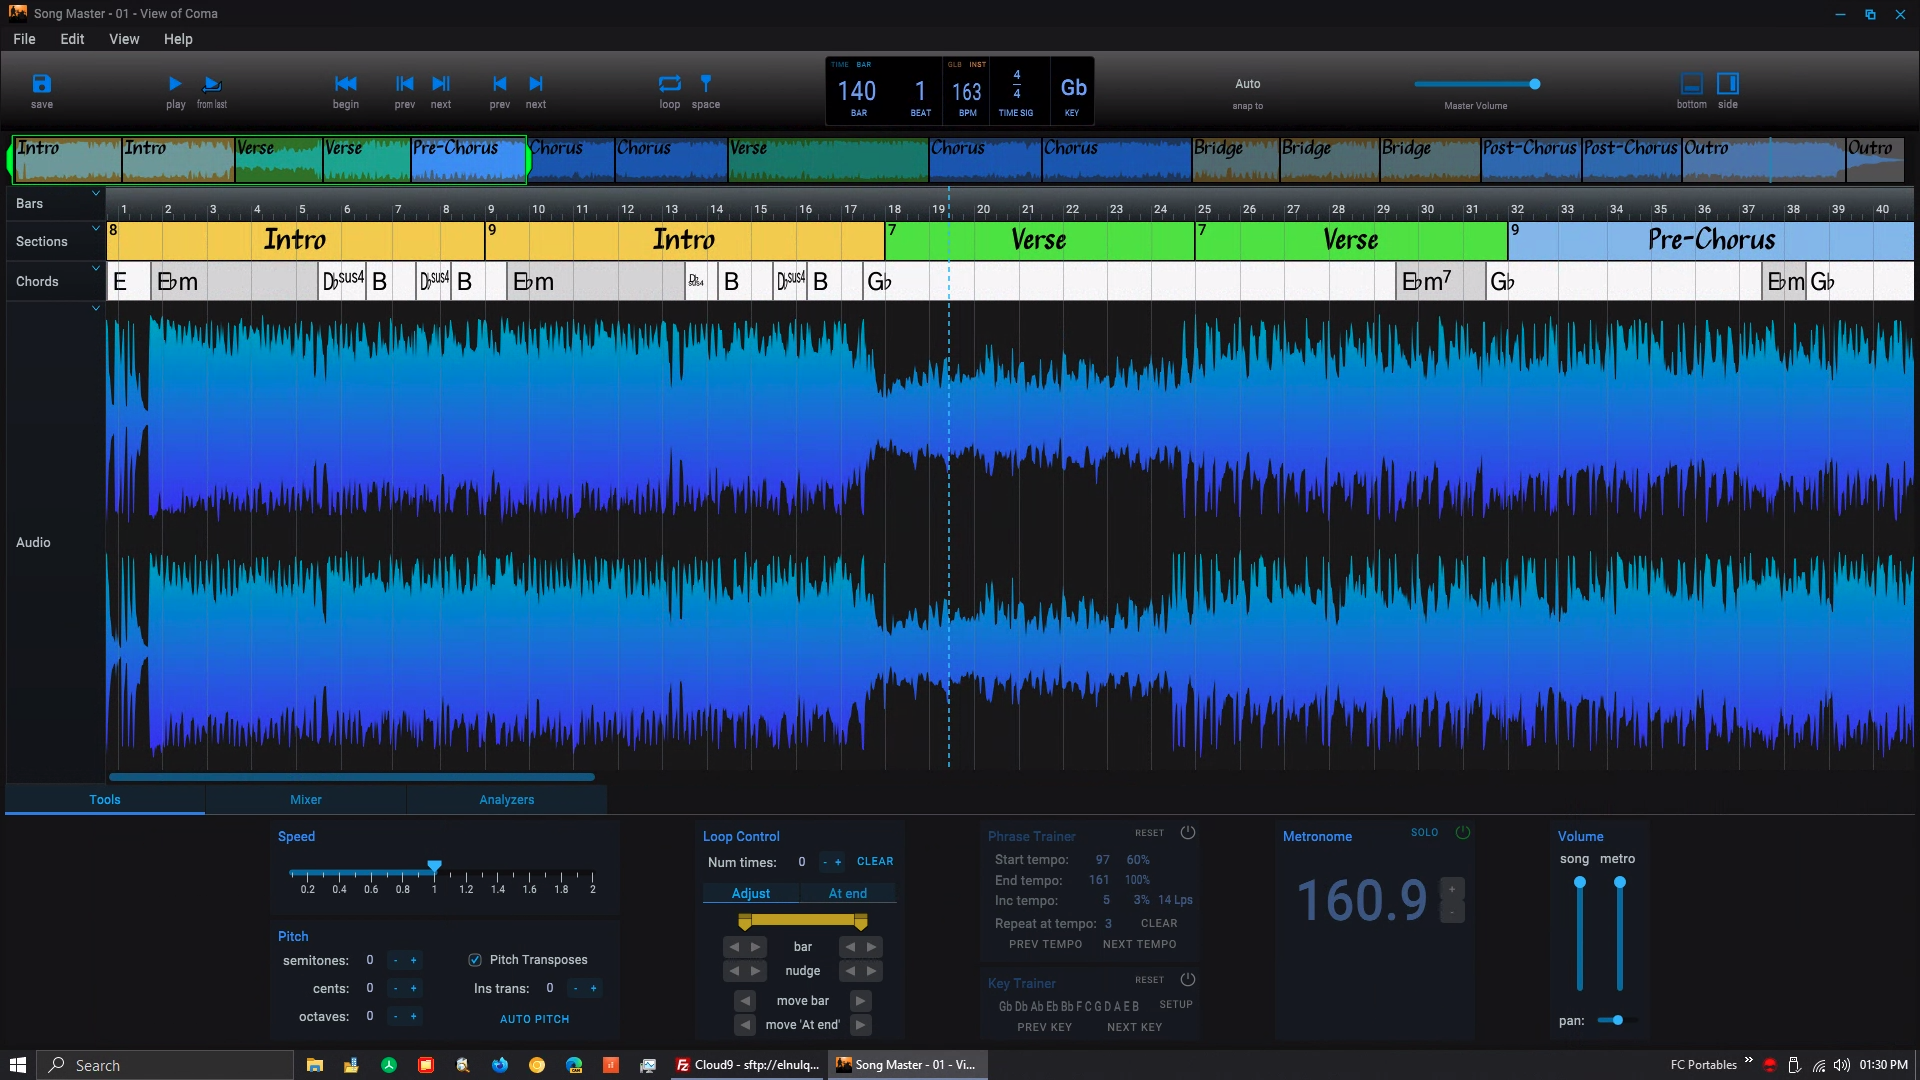 Song Master - 01 - View of Coma
File Edit View Help
save play from last begin prev next prev next loop space
TIME BAR GLB INST
140 1 163 4/4 Gb
BAR BEAT BPM TIME SIG KEY
Auto
snap to
Master Volume
bottom side
Intro Intro Verse Verse Pre-Chorus Chorus Chorus Verse Chorus Chorus Bridge Bridge Bridge Post-Chorus Post-Chorus Outro Outro
Bars 1 2 3 4 5 6 7 8 9 10 11 12 13 14 15 16 17 18 19 20 21 22 23 24 25 26 27 28 29 30 31 32 33 34 35 36 37 38 39 40
Sections 8 Intro 9 Intro 7 Verse 7 Verse 9 Pre-Chorus
Chords E E♭m D♭sus4 B D♭sus4 B E♭m D♭sus4 B D♭sus4 B G♭ E♭m7 G♭ E♭m G♭
Audio
Tools Mixer Analyzers
Speed
0.2 0.4 0.6 0.8 1 1.2 1.4 1.6 1.8 2
Pitch
semitones: 0 - + Pitch Transposes
cents: 0 - + Ins trans: 0 - +
octaves: 0 - + AUTO PITCH
Loop Control
Num times: 0 - + CLEAR
Adjust At end
bar
nudge
move bar
move 'At end'
Phrase Trainer RESET
Start tempo: 97 60%
End tempo: 161 100%
Inc tempo: 5 3% 14 Lps
Repeat at tempo: 3 CLEAR
PREV TEMPO NEXT TEMPO
Key Trainer RESET
Gb Db Ab Eb Bb F C G D A E B SETUP
PREV KEY NEXT KEY
Metronome SOLO
160.9 + -
Volume
song metro
pan:
Search
Cloud9 - sftp://elnulq...
Song Master - 01 - Vi...
FC Portables
01:30 PM